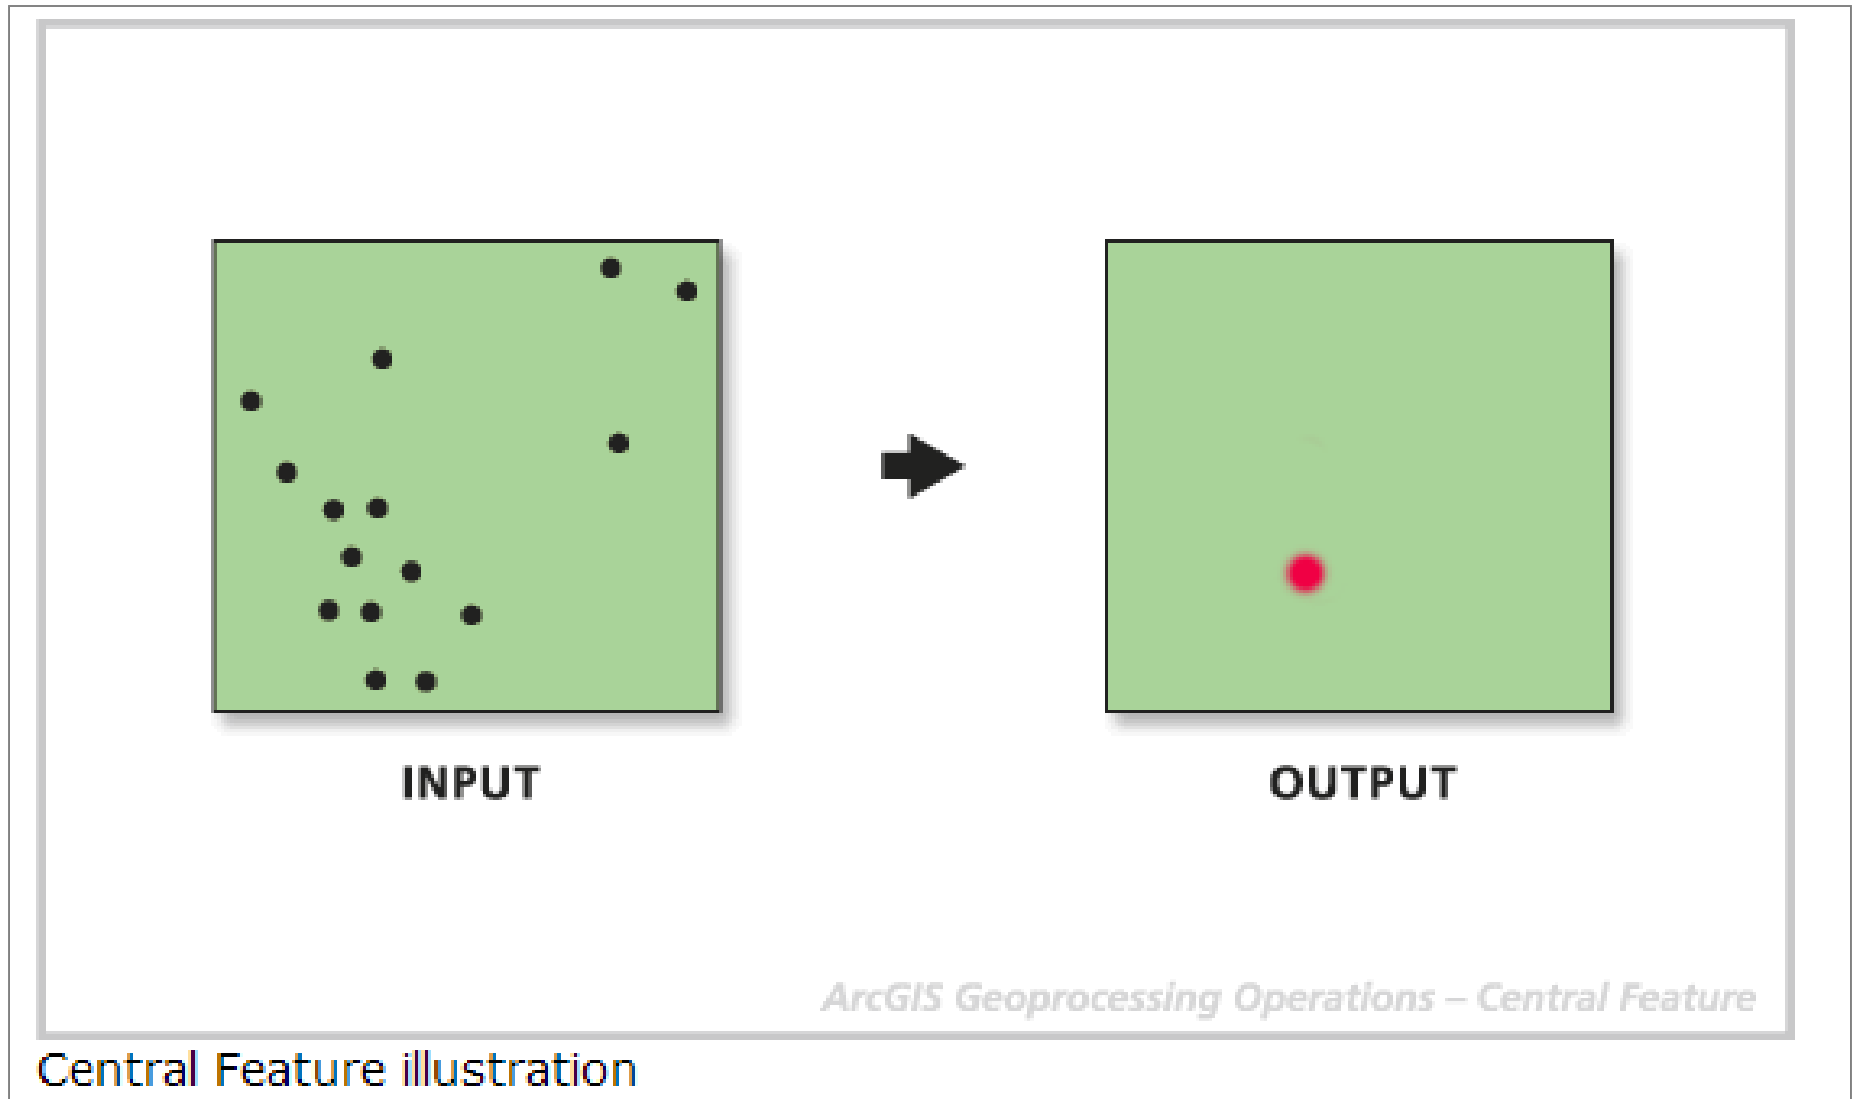 INPUT
OUTPUT
ArcGIS Geoprocessing Operations – Central Feature
Central Feature illustration